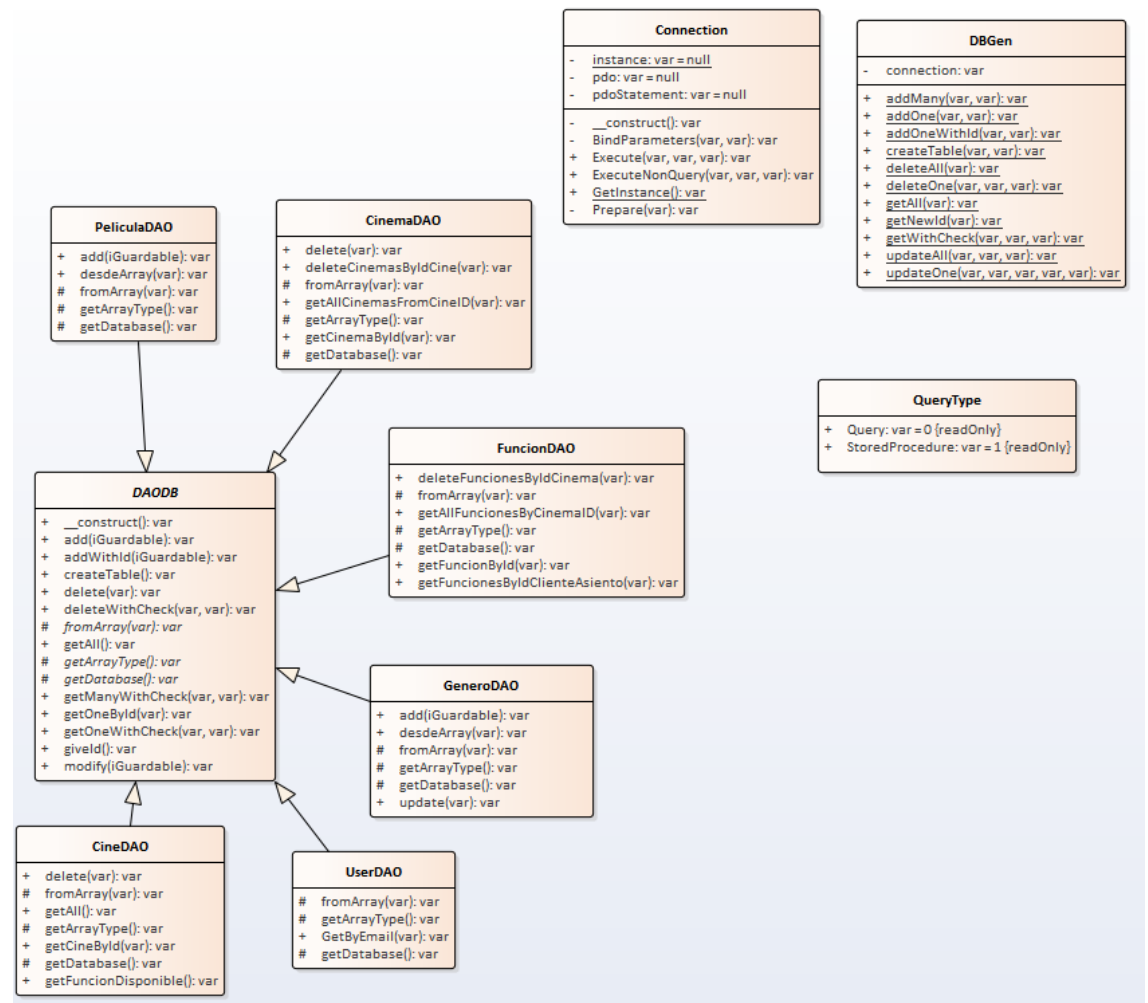 Connection
- instance: var = null
- pdo: var = null
- pdoStatement: var = null
- __construct(): var
- BindParameters(var, var): var
+ Execute(var, var, var): var
+ ExecuteNonQuery(var, var, var): var
+ GetInstance(): var
- Prepare(var): var
DBGen
- connection: var
+ addMany(var, var): var
+ addOne(var, var): var
+ addOneWithId(var, var): var
+ createTable(var, var): var
+ deleteAll(var): var
+ deleteOne(var, var, var): var
+ getAll(var): var
+ getNewId(var): var
+ getWithCheck(var, var, var): var
+ updateAll(var, var, var): var
+ updateOne(var, var, var, var, var): var
PeliculaDAO
+ add(iGuardable): var
+ desdeArray(var): var
# fromArray(var): var
# getArrayType(): var
# getDatabase(): var
CinemaDAO
+ delete(var): var
+ deleteCinemasByIdCine(var): var
# fromArray(var): var
+ getAllCinemasFromCineID(var): var
# getArrayType(): var
+ getCinemaById(var): var
# getDatabase(): var
QueryType
+ Query: var = 0 {readOnly}
+ StoredProcedure: var = 1 {readOnly}
FuncionDAO
+ deleteFuncionesByIdCinema(var): var
# fromArray(var): var
+ getAllFuncionesByCinemaID(var): var
# getArrayType(): var
# getDatabase(): var
+ getFuncionById(var): var
+ getFuncionesByIdClienteAsiento(var): var
DAODB
+ __construct(): var
+ add(iGuardable): var
+ addWithId(iGuardable): var
+ createTable(): var
+ delete(var): var
+ deleteWithCheck(var, var): var
# fromArray(var): var
+ getAll(): var
# getArrayType(): var
# getDatabase(): var
+ getManyWithCheck(var, var): var
+ getOneById(var): var
+ getOneWithCheck(var, var): var
+ giveId(): var
+ modify(iGuardable): var
GeneroDAO
+ add(iGuardable): var
+ desdeArray(var): var
# fromArray(var): var
# getArrayType(): var
# getDatabase(): var
+ update(var): var
CineDAO
+ delete(var): var
# fromArray(var): var
+ getAll(): var
# getArrayType(): var
+ getCineById(var): var
# getDatabase(): var
+ getFuncionDisponible(): var
UserDAO
# fromArray(var): var
# getArrayType(): var
+ GetByEmail(var): var
# getDatabase(): var